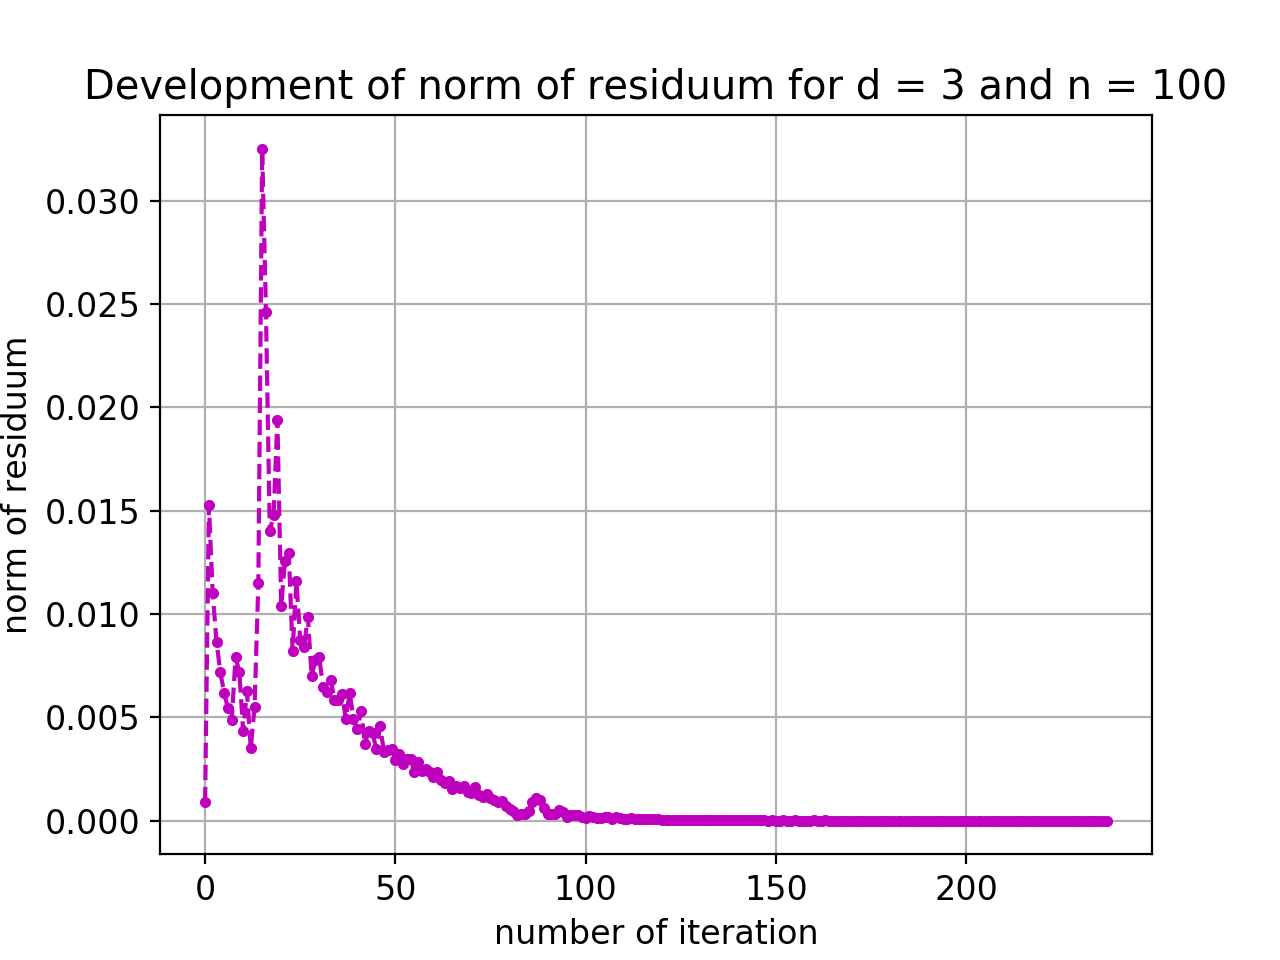 Development of norm of residuum for d = 3 and n = 100
norm of residuum
0.030
0.025
0.020
0.015
0.010
0.005
0.000
0 50 100 150 200
number of iteration